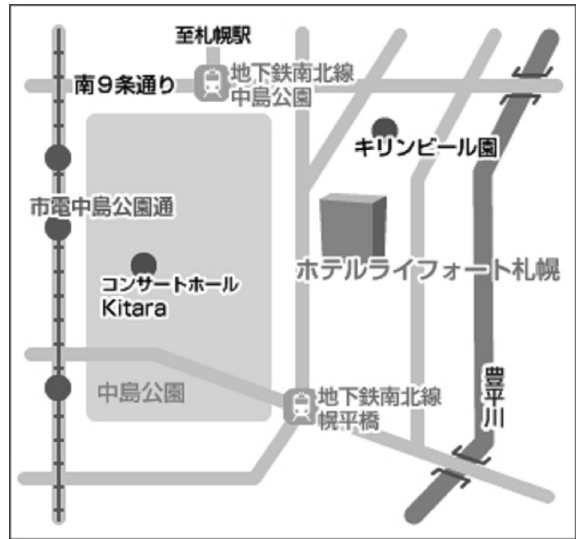 至札幌駅
地下鉄南北線
中島公園
南9条通り
キリンビール園
市電中島公園通
ホテルライフォート札幌
コンサートホール
Kitara
豊平川
中島公園
地下鉄南北線
幌平橋